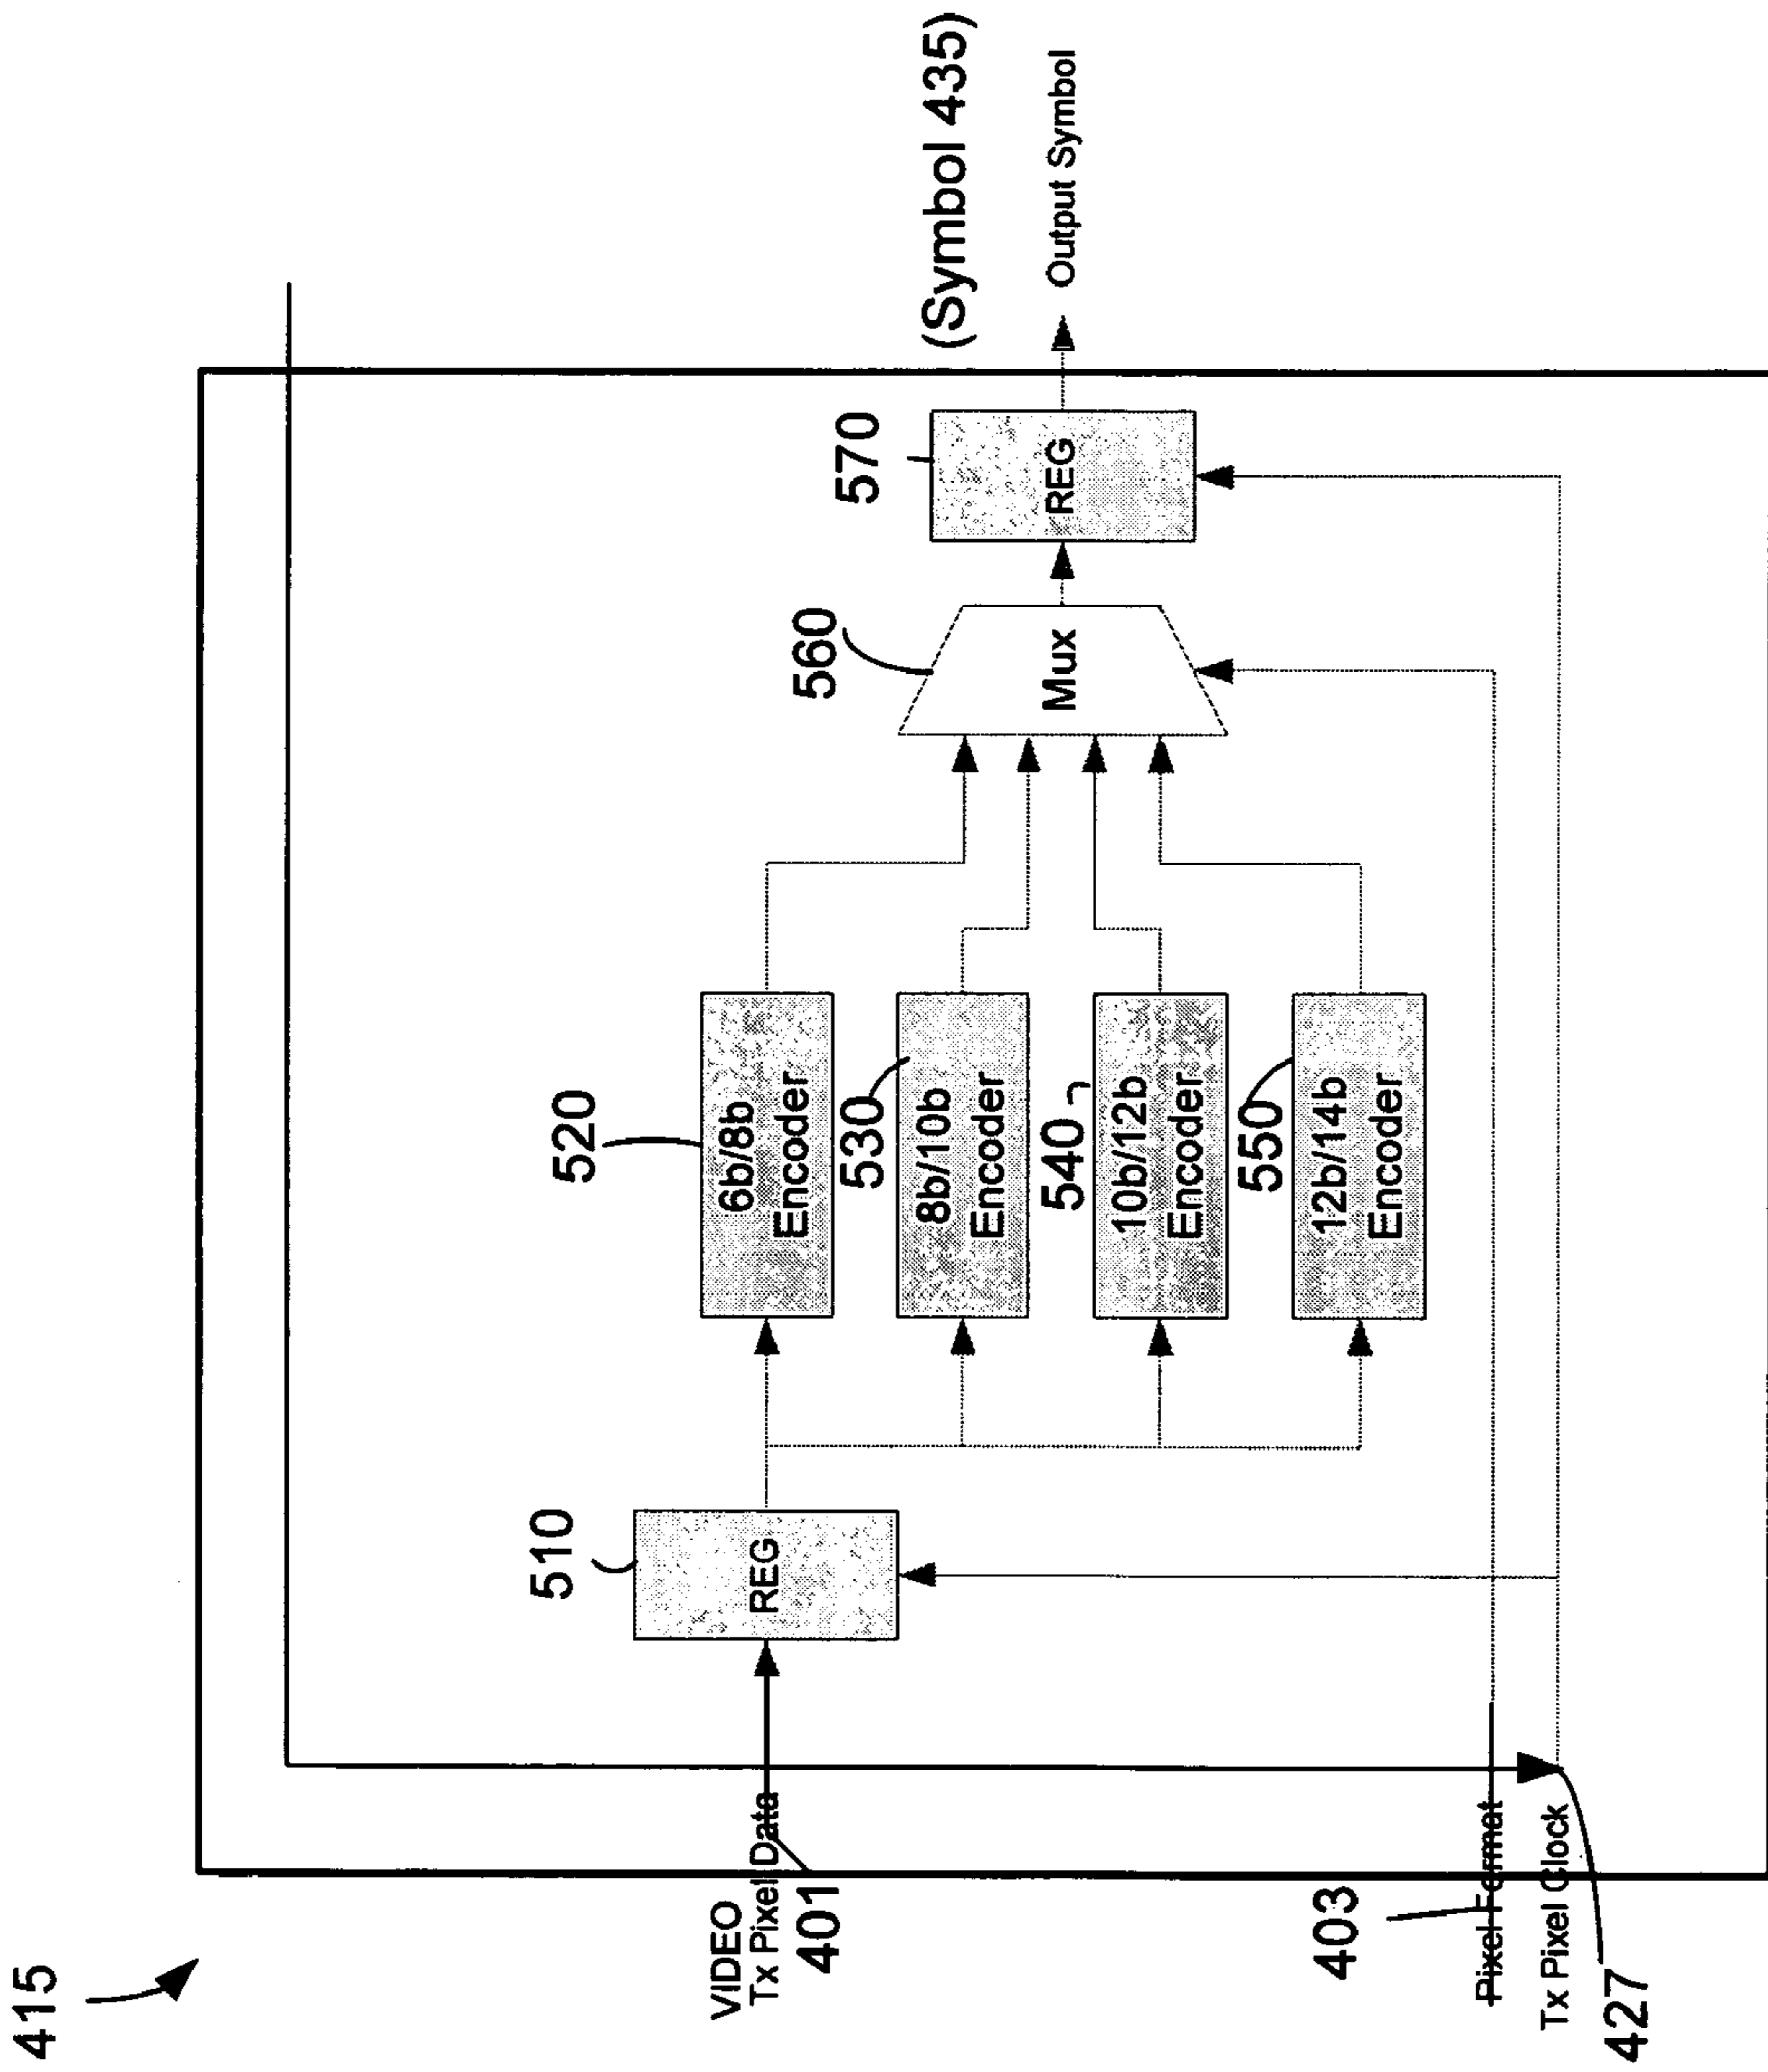 415
VIDEO
Tx Pixel Data
401
510
REG
520
6b/8b
Encoder
530
8b/10b
Encoder
540
10b/12b
Encoder
550
12b/14b
Encoder
560
Mux
570
REG
(Symbol 435)
Output Symbol
403
Pixel Format
Tx Pixel Clock
427